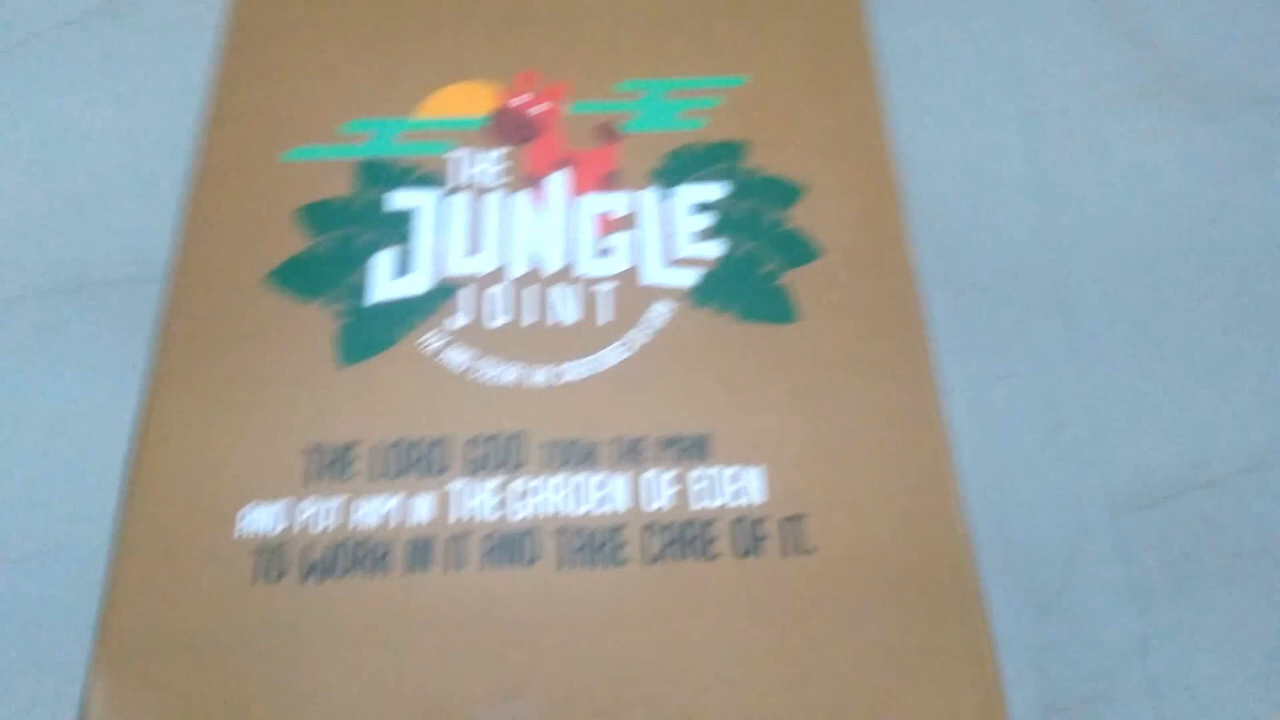 THE
JUNGLE
JOINT
THE LORD GOD TOOK THE MAN
AND PUT HIM IN THE GARDEN OF EDEN
TO WORK IN IT AND TAKE CARE OF IT.